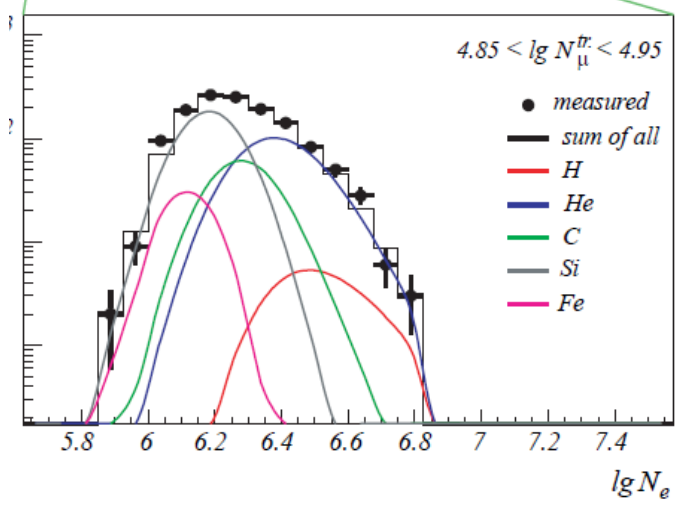 4.85 < lg N_μ^tr. < 4.95
measured
sum of all
H
He
C
Si
Fe
5.8 6 6.2 6.4 6.6 6.8 7 7.2 7.4
lg N_e